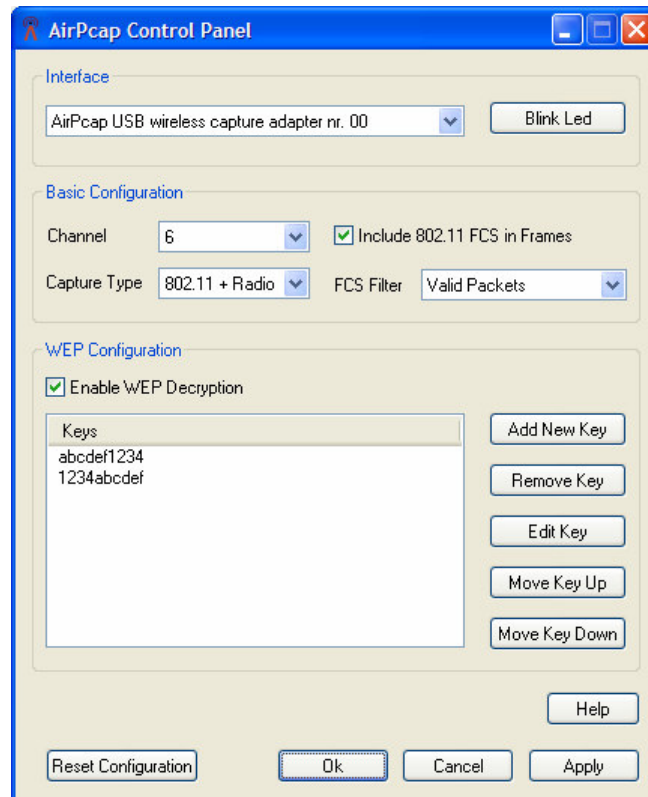 AirPcap Control Panel
Interface
AirPcap USB wireless capture adapter nr. 00
Blink Led
Basic Configuration
Channel 6 Include 802.11 FCS in Frames
Capture Type 802.11 + Radio FCS Filter Valid Packets
WEP Configuration
Enable WEP Decryption
Keys
abcdef1234
1234abcdef
Add New Key
Remove Key
Edit Key
Move Key Up
Move Key Down
Help
Reset Configuration Ok Cancel Apply